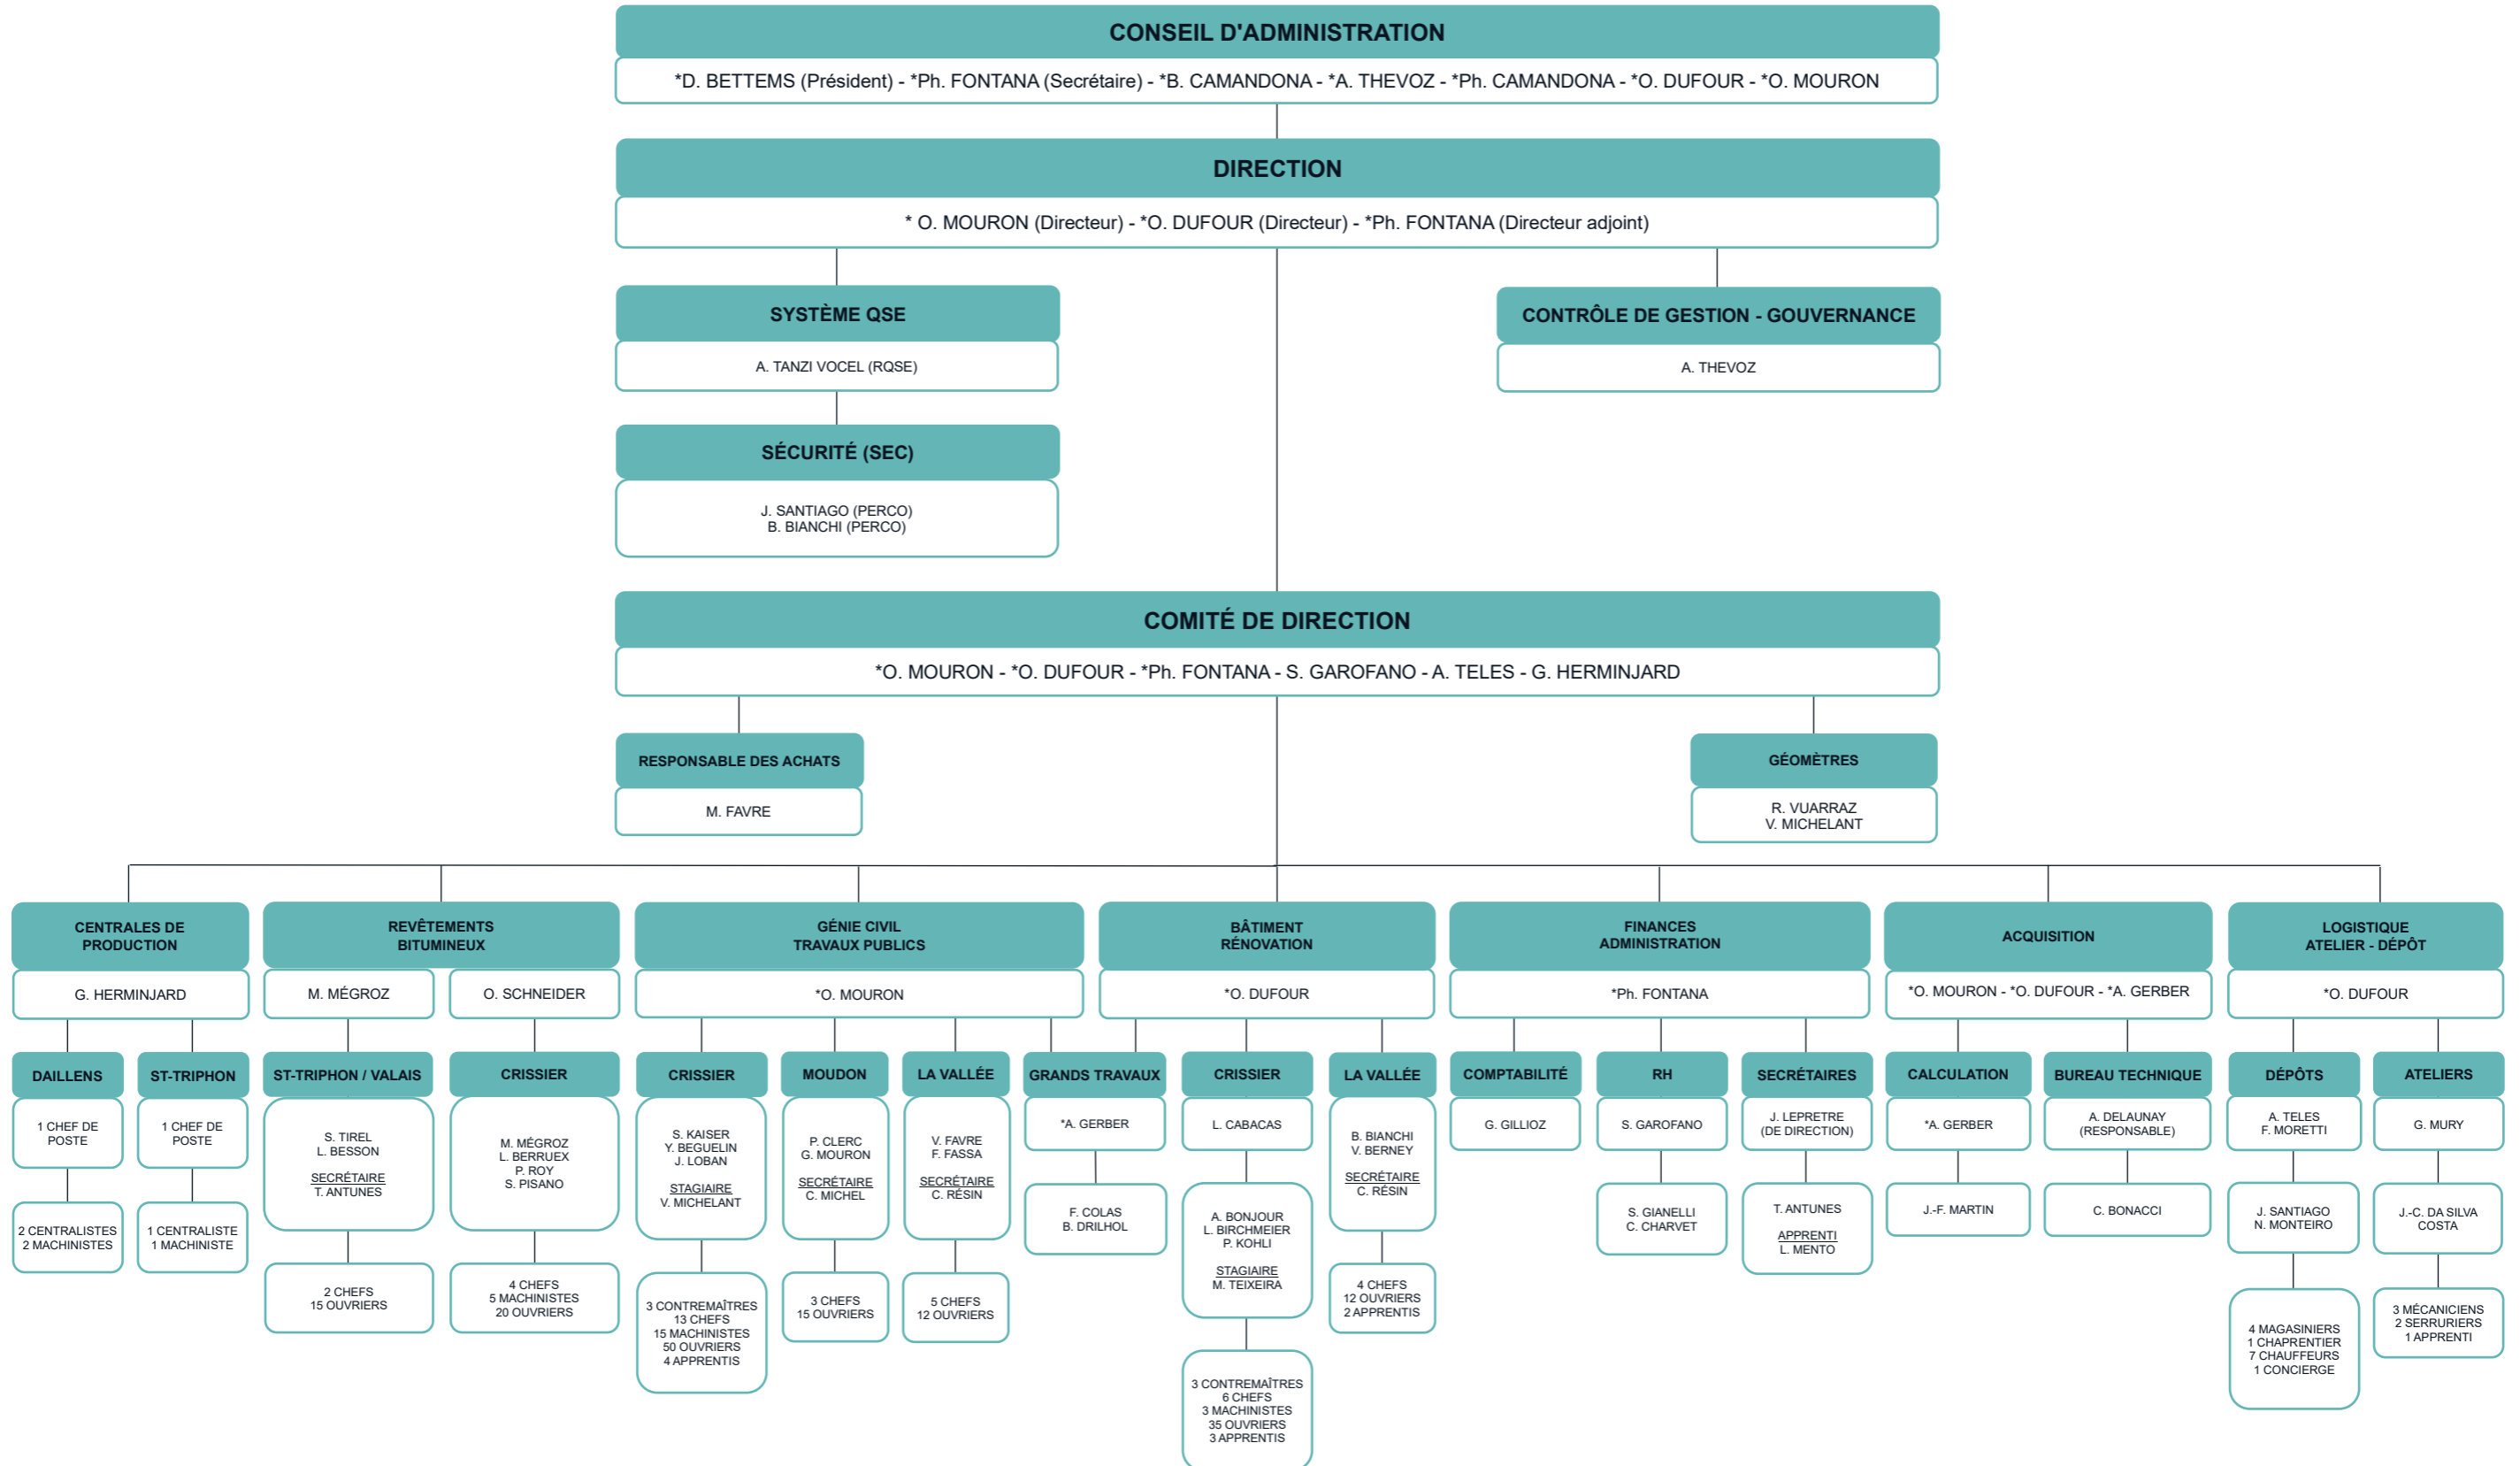 CONSEIL D'ADMINISTRATION
*D. BETTEMS (Président) - *Ph. FONTANA (Secrétaire) - *B. CAMANDONA - *A. THEVOZ - *Ph. CAMANDONA - *O. DUFOUR - *O. MOURON
DIRECTION
* O. MOURON (Directeur) - *O. DUFOUR (Directeur) - *Ph. FONTANA (Directeur adjoint)
SYSTÈME QSE
A. TANZI VOCEL (RQSE)
CONTRÔLE DE GESTION - GOUVERNANCE
A. THEVOZ
SÉCURITÉ (SEC)
J. SANTIAGO (PERCO)
B. BIANCHI (PERCO)
COMITÉ DE DIRECTION
*O. MOURON - *O. DUFOUR - *Ph. FONTANA - S. GAROFANO - A. TELES - G. HERMINJARD
RESPONSABLE DES ACHATS
M. FAVRE
GÉOMÈTRES
R. VUARRAZ
V. MICHELANT
CENTRALES DE
PRODUCTION
G. HERMINJARD
DAILLENS
1 CHEF DE
POSTE
2 CENTRALISTES
2 MACHINISTES
ST-TRIPHON
1 CHEF DE
POSTE
1 CENTRALISTE
1 MACHINISTE
REVÊTEMENTS
BITUMINEUX
M. MÉGROZ
O. SCHNEIDER
ST-TRIPHON / VALAIS
S. TIREL
L. BESSON
SECRÉTAIRE
T. ANTUNES
2 CHEFS
15 OUVRIERS
CRISSIER
M. MÉGROZ
L. BERRUEX
P. ROY
S. PISANO
4 CHEFS
5 MACHINISTES
20 OUVRIERS
GÉNIE CIVIL
TRAVAUX PUBLICS
*O. MOURON
CRISSIER
S. KAISER
Y. BEGUELIN
J. LOBAN
STAGIAIRE
V. MICHELANT
3 CONTREMAÎTRES
13 CHEFS
15 MACHINISTES
50 OUVRIERS
4 APPRENTIS
MOUDON
P. CLERC
G. MOURON
SECRÉTAIRE
C. MICHEL
3 CHEFS
15 OUVRIERS
LA VALLÉE
V. FAVRE
F. FASSA
SECRÉTAIRE
C. RÉSIN
5 CHEFS
12 OUVRIERS
GRANDS TRAVAUX
*A. GERBER
F. COLAS
B. DRILHOL
BÂTIMENT
RÉNOVATION
*O. DUFOUR
CRISSIER
L. CABACAS
A. BONJOUR
L. BIRCHMEIER
P. KOHLI
STAGIAIRE
M. TEIXEIRA
3 CONTREMAÎTRES
6 CHEFS
3 MACHINISTES
35 OUVRIERS
3 APPRENTIS
LA VALLÉE
B. BIANCHI
V. BERNEY
SECRÉTAIRE
C. RÉSIN
4 CHEFS
12 OUVRIERS
2 APPRENTIS
FINANCES
ADMINISTRATION
*Ph. FONTANA
COMPTABILITÉ
G. GILLIOZ
RH
S. GAROFANO
S. GIANELLI
C. CHARVET
SECRÉTAIRES
J. LEPRETRE
(DE DIRECTION)
T. ANTUNES
APPRENTI
L. MENTO
ACQUISITION
*O. MOURON - *O. DUFOUR - *A. GERBER
CALCULATION
*A. GERBER
J.-F. MARTIN
BUREAU TECHNIQUE
A. DELAUNAY
(RESPONSABLE)
C. BONACCI
LOGISTIQUE
ATELIER - DÉPÔT
*O. DUFOUR
DÉPÔTS
A. TELES
F. MORETTI
J. SANTIAGO
N. MONTEIRO
4 MAGASINIERS
1 CHAPRENTIER
7 CHAUFFEURS
1 CONCIERGE
ATELIERS
G. MURY
J.-C. DA SILVA
COSTA
3 MÉCANICIENS
2 SERRURIERS
1 APPRENTI